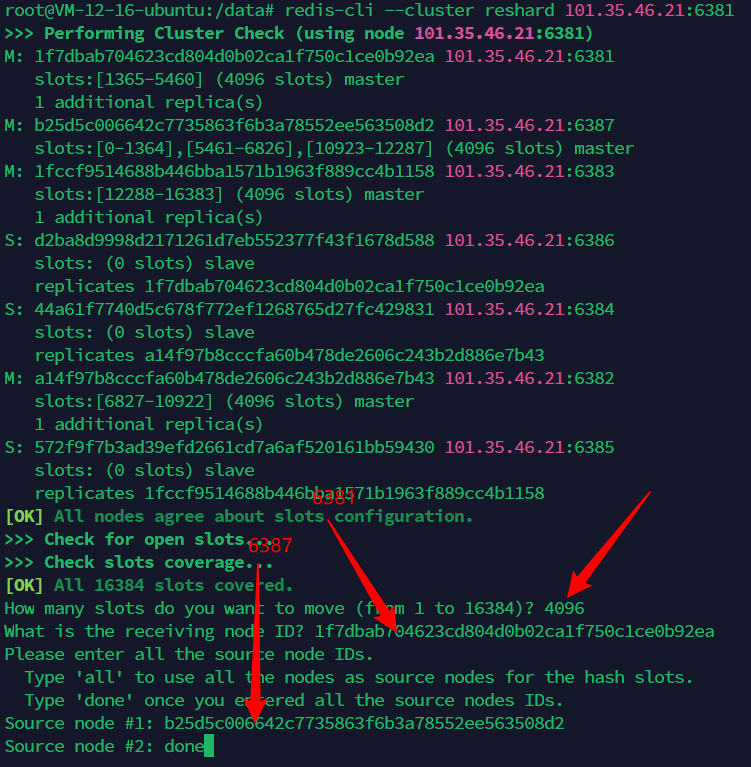 root@VM-12-16-ubuntu:/data# redis-cli --cluster reshard 101.35.46.21:6381
>>> Performing Cluster Check (using node 101.35.46.21:6381)
M: 1f7dbab704623cd804d0b02ca1f750c1ce0b92ea 101.35.46.21:6381
   slots:[1365-5460] (4096 slots) master
   1 additional replica(s)
M: b25d5c006642c7735863f6b3a78552ee563508d2 101.35.46.21:6387
   slots:[0-1364],[5461-6826],[10923-12287] (4096 slots) master
M: 1fccf9514688b446bba1571b1963f889cc4b1158 101.35.46.21:6383
   slots:[12288-16383] (4096 slots) master
   1 additional replica(s)
S: d2ba8d9998d2171261d7eb552377f43f1678d588 101.35.46.21:6386
   slots: (0 slots) slave
   replicates 1f7dbab704623cd804d0b02ca1f750c1ce0b92ea
S: 44a61f7740d5c678f772ef1268765d27fc429831 101.35.46.21:6384
   slots: (0 slots) slave
   replicates a14f97b8cccfa60b478de2606c243b2d886e7b43
M: a14f97b8cccfa60b478de2606c243b2d886e7b43 101.35.46.21:6382
   slots:[6827-10922] (4096 slots) master
   1 additional replica(s)
S: 572f9f7b3ad39efd2661cd7a6af520161bb59430 101.35.46.21:6385
   slots: (0 slots) slave
   replicates 1fccf9514688b446bba1571b1963f889cc4b1158
6381
[OK] All nodes agree about slots configuration.
>>> Check for open slots...
6387
>>> Check slots coverage...
[OK] All 16384 slots covered.
How many slots do you want to move (from 1 to 16384)? 4096
What is the receiving node ID? 1f7dbab704623cd804d0b02ca1f750c1ce0b92ea
Please enter all the source node IDs.
  Type 'all' to use all the nodes as source nodes for the hash slots.
  Type 'done' once you entered all the source nodes IDs.
Source node #1: b25d5c006642c7735863f6b3a78552ee563508d2
Source node #2: done